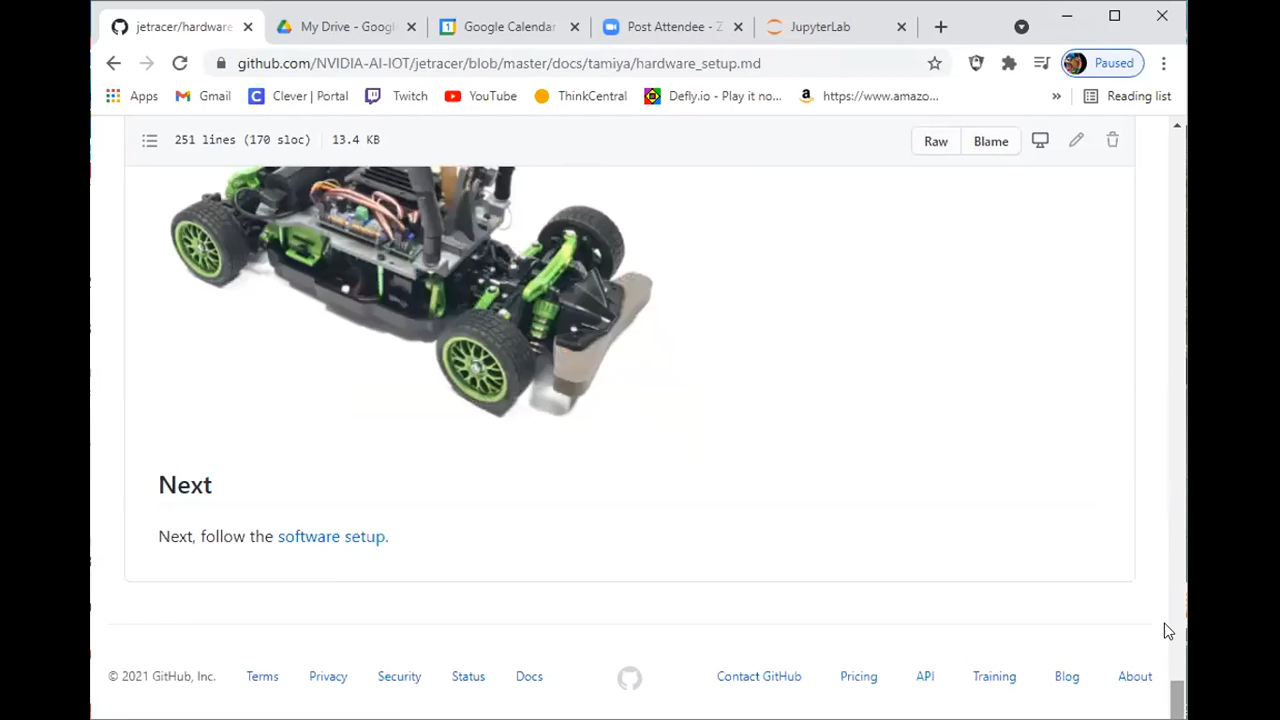 jetracer/hardware
My Drive - Googl
Google Calendar
Post Attendee - Z
JupyterLab
github.com/NVIDIA-AI-IOT/jetracer/blob/master/docs/tamiya/hardware_setup.md
Paused
Apps
Gmail
Clever | Portal
Twitch
YouTube
ThinkCentral
Defly.io - Play it no...
https://www.amazo...
»
Reading list
251 lines (170 sloc)
13.4 KB
Raw
Blame
Next
Next, follow the software setup.
© 2021 GitHub, Inc.
Terms
Privacy
Security
Status
Docs
Contact GitHub
Pricing
API
Training
Blog
About